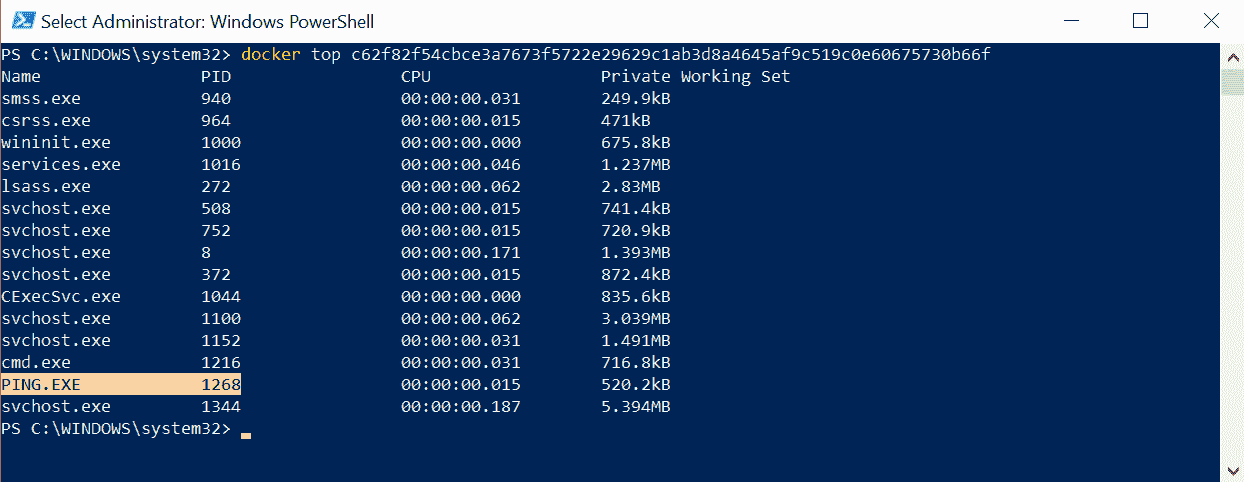 Select Administrator: Windows PowerShell
PS C:\WINDOWS\system32> docker top c62f82f54cbce3a7673f5722e29629c1ab3d8a4645af9c519c0e60675730b66f
Name PID CPU Private Working Set
smss.exe 940 00:00:00.031 249.9kB
csrss.exe 964 00:00:00.015 471kB
wininit.exe 1000 00:00:00.000 675.8kB
services.exe 1016 00:00:00.046 1.237MB
lsass.exe 272 00:00:00.062 2.83MB
svchost.exe 508 00:00:00.015 741.4kB
svchost.exe 752 00:00:00.015 720.9kB
svchost.exe 8 00:00:00.171 1.393MB
svchost.exe 372 00:00:00.015 872.4kB
CExecSvc.exe 1044 00:00:00.000 835.6kB
svchost.exe 1100 00:00:00.062 3.039MB
svchost.exe 1152 00:00:00.031 1.491MB
cmd.exe 1216 00:00:00.031 716.8kB
PING.EXE 1268 00:00:00.015 520.2kB
svchost.exe 1344 00:00:00.187 5.394MB
PS C:\WINDOWS\system32>